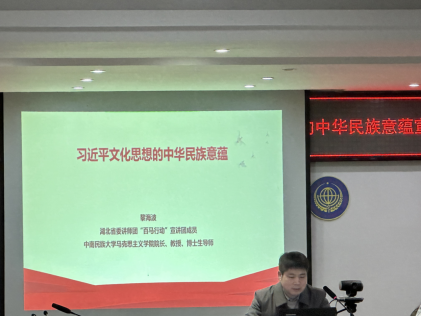 习近平文化思想的中华民族意蕴
黎海波
湖北省委讲师团“百马行动”宣讲团成员
中南民族大学马克思主义学院院长、教授、博士生导师
中华民族意蕴